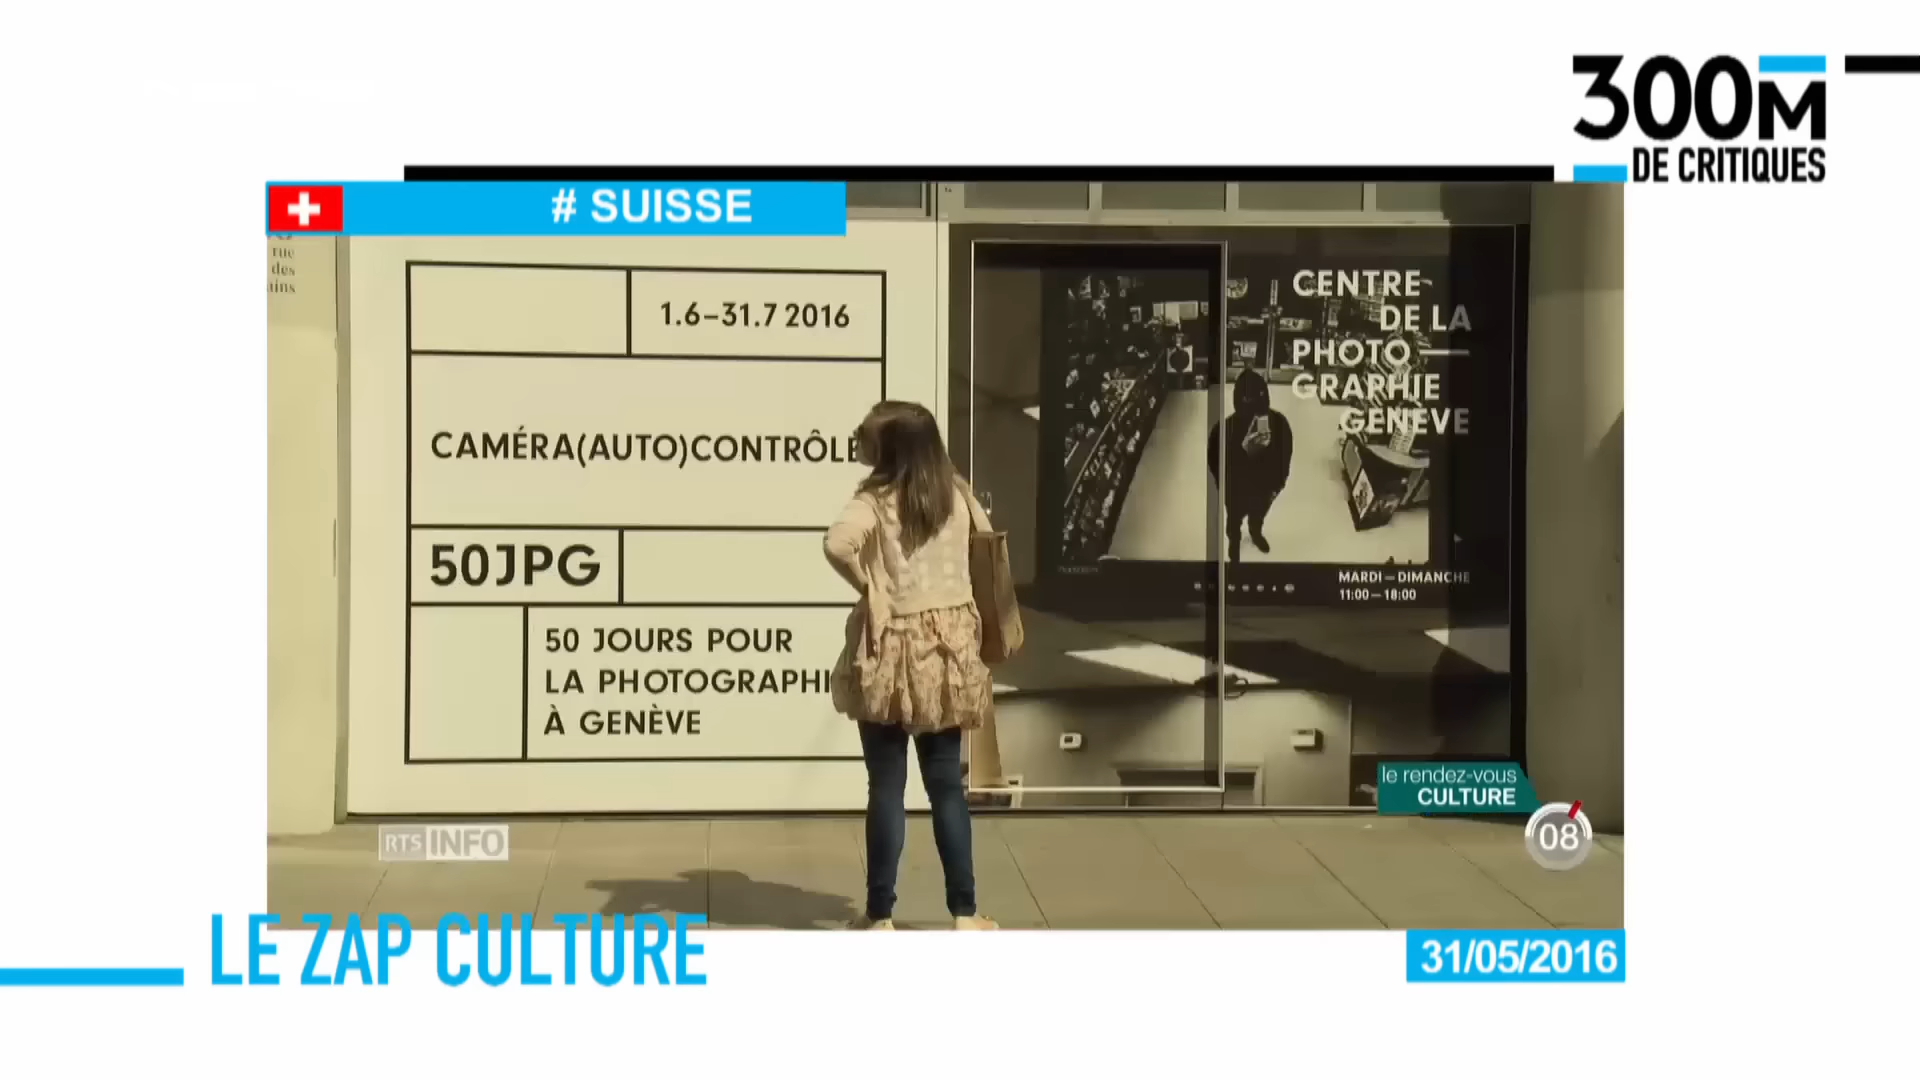 300M
DE CRITIQUES
# SUISSE
rue
des
1.6–31.7 2016
CAMÉRA(AUTO)CONTRÔLE
50JPG
50 JOURS POUR
LA PHOTOGRAPHI
À GENÈVE
CENTRE
DE LA
PHOTO—
GRAPHIE
GENÈVE
MARDI—DIMANCHE
11:00—18:00
le rendez-vous
CULTURE
08
RTS INFO
LE ZAP CULTURE
31/05/2016